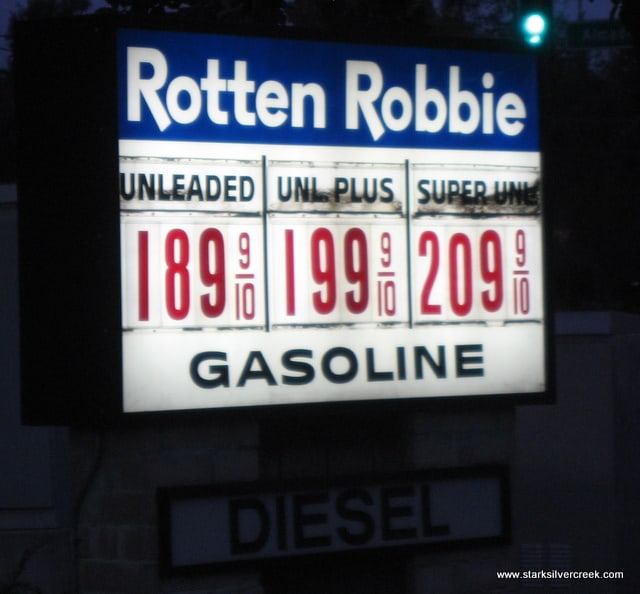 Rotten Robbie
UNLEADED UNL PLUS SUPER UNL
189 9/10 199 9/10 209 9/10
GASOLINE
DIESEL
www.starksilvercreek.com